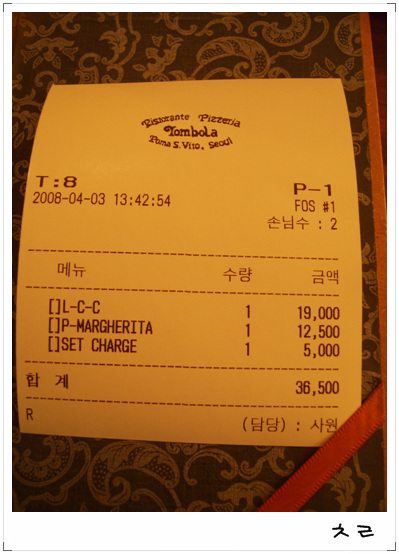 Ristorante Pizzeria
Tombola
Poma S. Vito, Seoul
T:8 P-1
2008-04-03 13:42:54 FOS #1
손님수 : 2
메뉴 수량 금액
[]L-C-C 1 19,000
[]P-MARGHERITA 1 12,500
[]SET CHARGE 1 5,000
합 계 36,500
R (담당) : 사원
ㅊㄹ